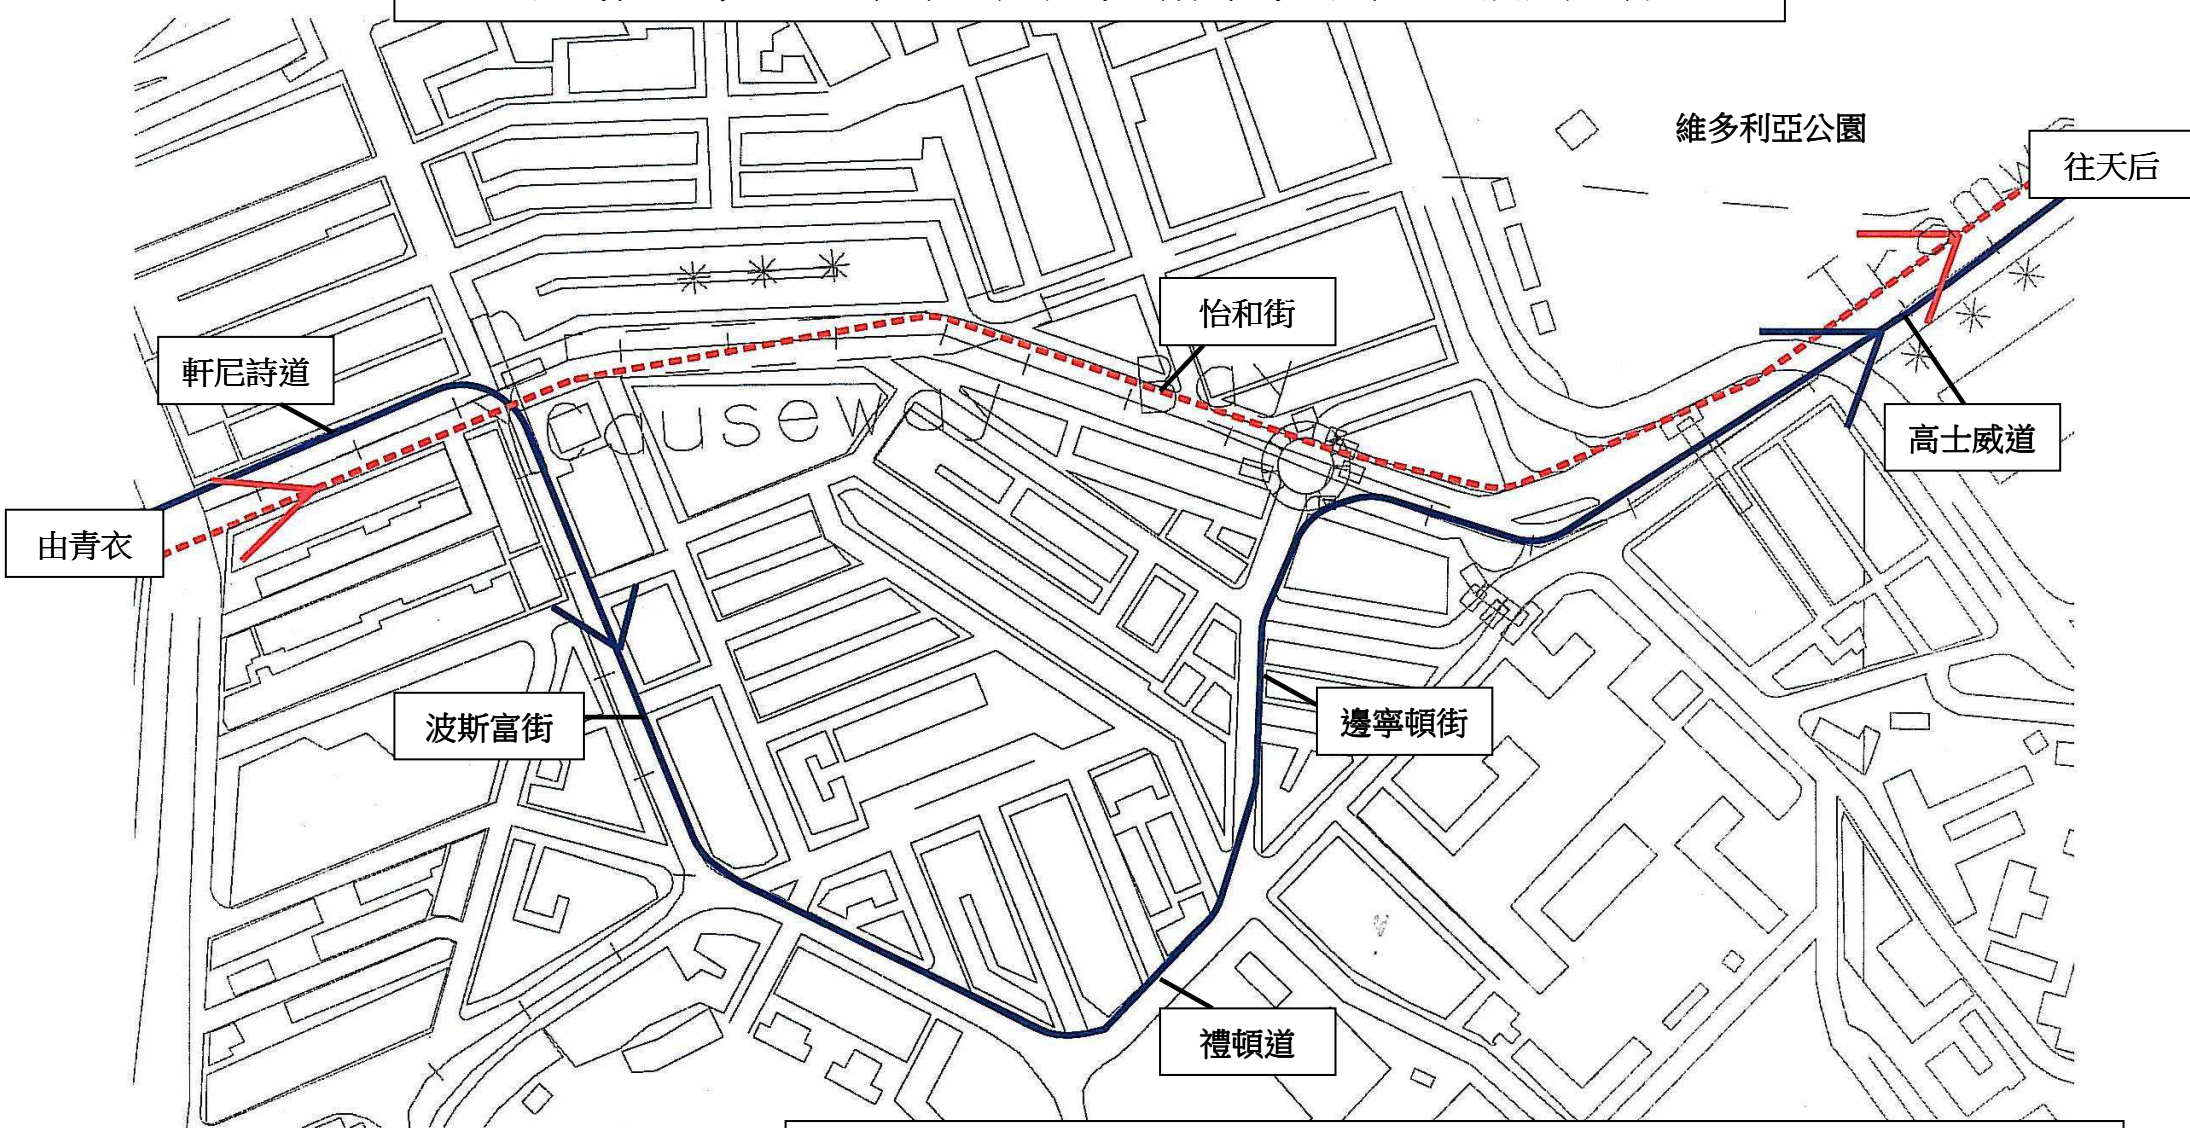 維多利亞公園
往天后
Tramway
怡和街
軒尼詩道
Causeway Bay
高士威道
由青衣
波斯富街
邊寧頓街
禮頓道